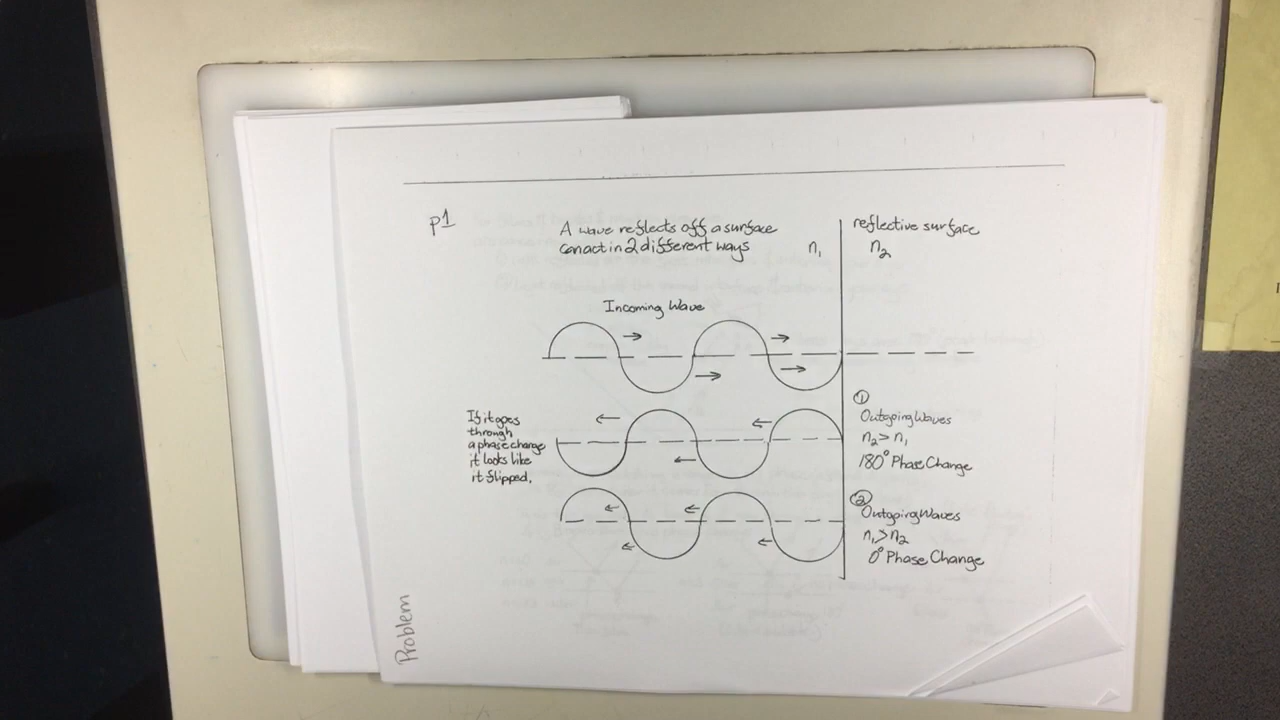 p1
A wave reflects off a surface
can act in 2 different ways
n₁
reflective surface
n₂
Incoming Wave
If it goes
through
a phase change
it looks like
it flipped.
①
Outgoing Waves
n₂ > n₁
180° Phase Change
②
Outgoing Waves
n₁ > n₂
0° Phase Change
Problem